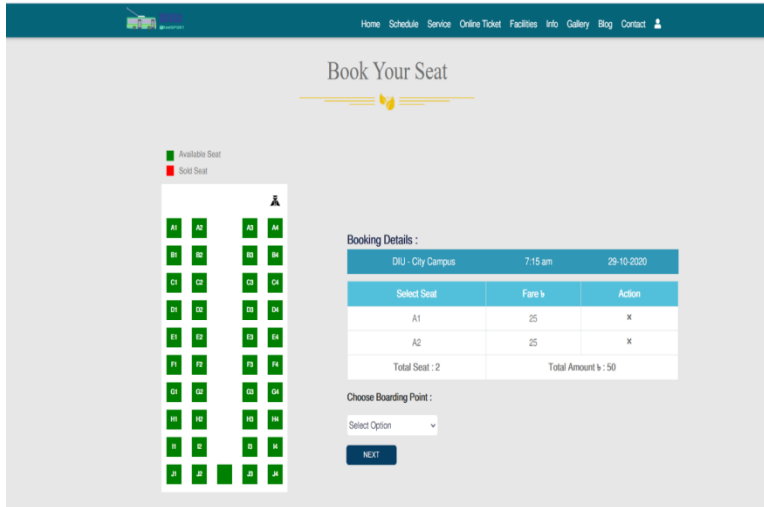 Home Schedule Service Online Ticket Facilities Info Gallery Blog Contact
Book Your Seat
Available Seat
Sold Seat
A1 A2 A3 A4
B1 B2 B3 B4
C1 C2 C3 C4
D1 D2 D3 D4
E1 E2 E3 E4
F1 F2 F3 F4
G1 G2 G3 G4
H1 H2 H3 H4
I1 I2 I3 I4
J1 J2 J3 J4
Booking Details :
DIU - City Campus 7:15 am 29-10-2020
Select Seat Fare ৳ Action
A1 25 x
A2 25 x
Total Seat : 2 Total Amount ৳ : 50
Choose Boarding Point :
Select Option
NEXT